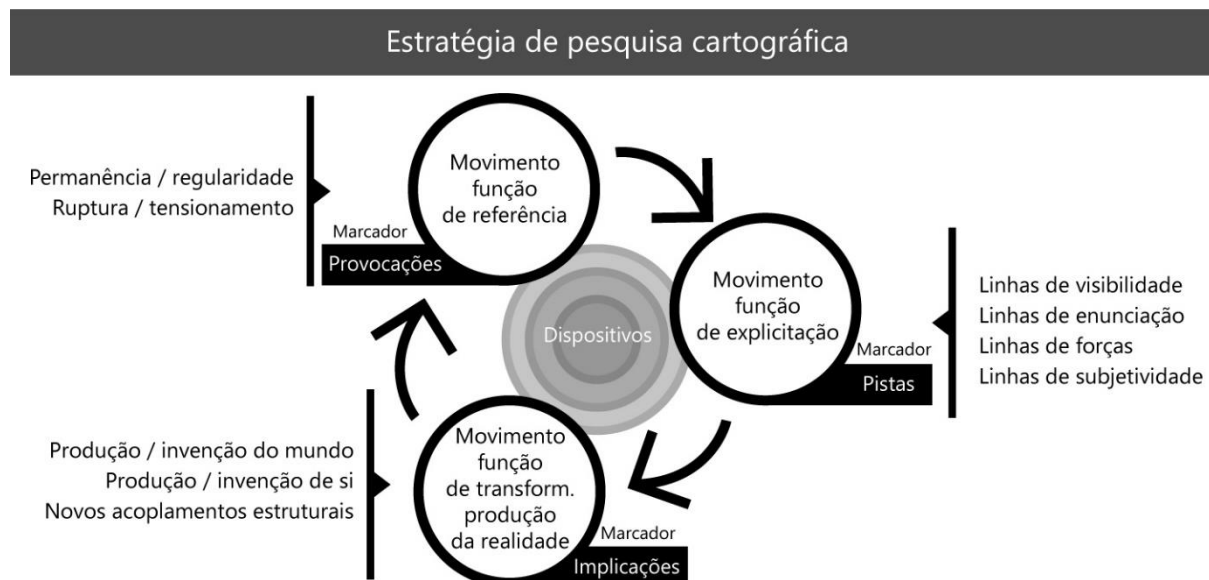 Estratégia de pesquisa cartográfica
Permanência / regularidade
Ruptura / tensionamento
Movimento
função
de referência
Marcador
Provocações
Dispositivos
Movimento
função
de explicitação
Marcador
Pistas
Linhas de visibilidade
Linhas de enunciação
Linhas de forças
Linhas de subjetividade
Produção / invenção do mundo
Produção / invenção de si
Novos acoplamentos estruturais
Movimento
função
de transform.
produção
da realidade
Marcador
Implicações